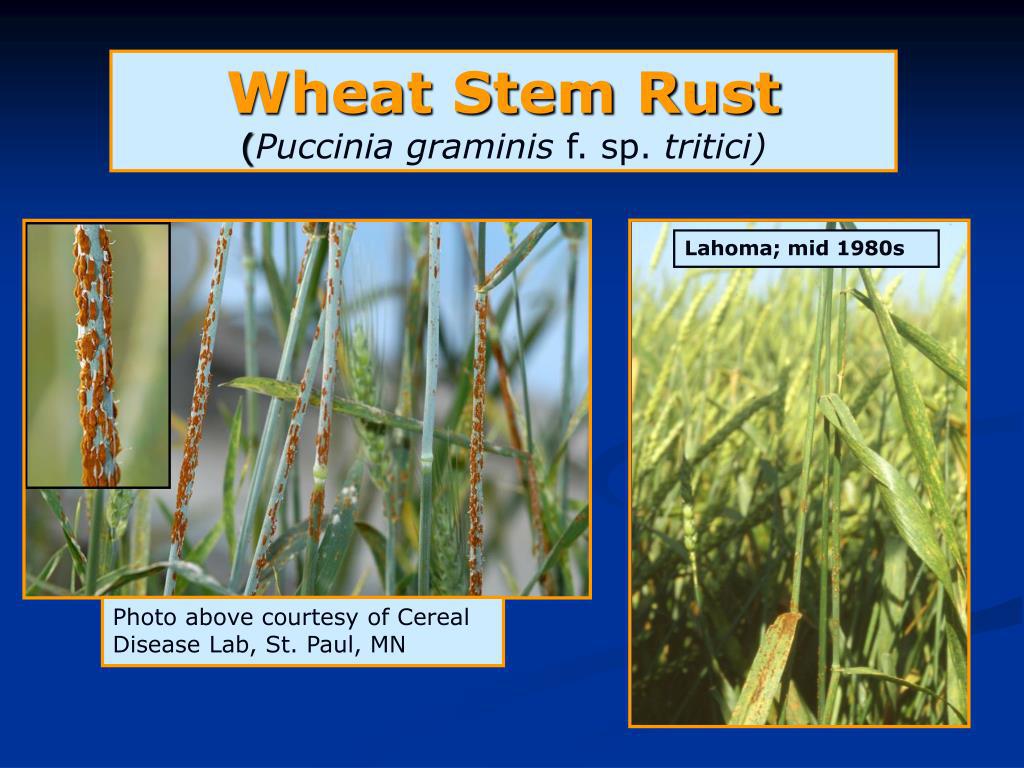 Wheat Stem Rust
(Puccinia graminis f. sp. tritici)
Lahoma; mid 1980s
Photo above courtesy of Cereal
Disease Lab, St. Paul, MN